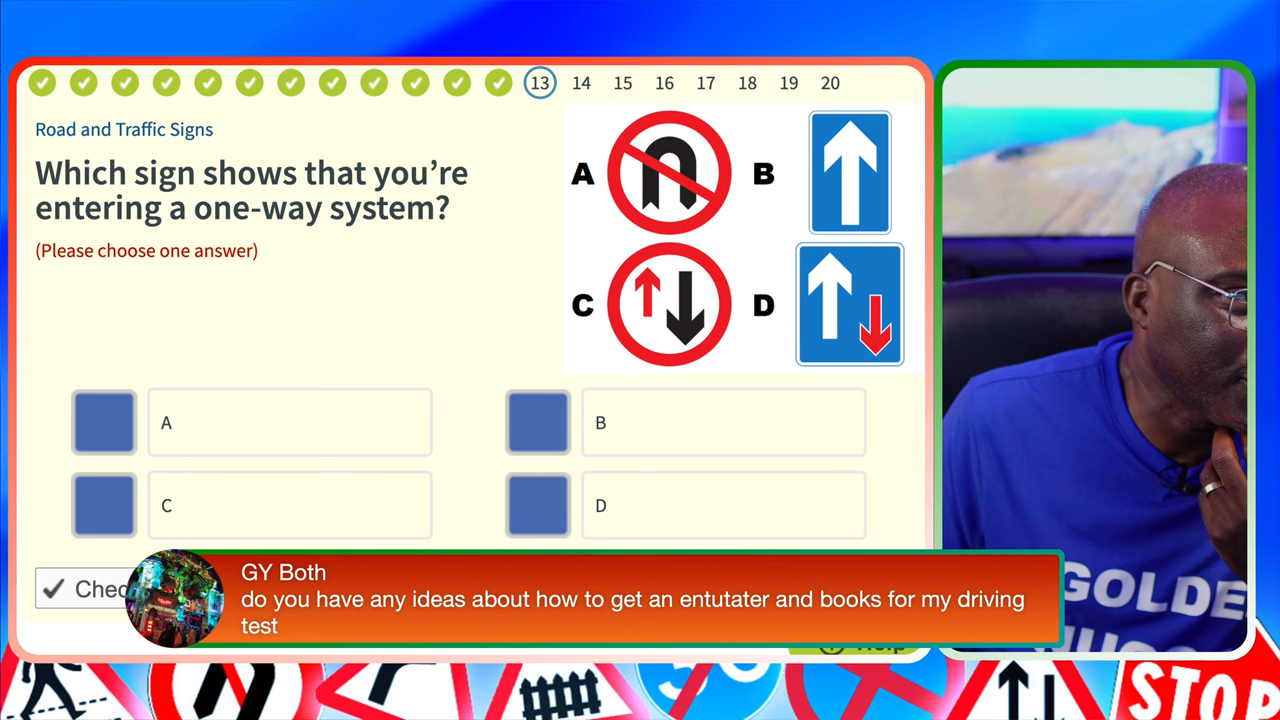 13 14 15 16 17 18 19 20
Road and Traffic Signs
Which sign shows that you're
entering a one-way system?
(Please choose one answer)
A
B
C
D
A
B
C
D
GY Both
do you have any ideas about how to get an entutater and books for my driving
test
GOLDE
STOP